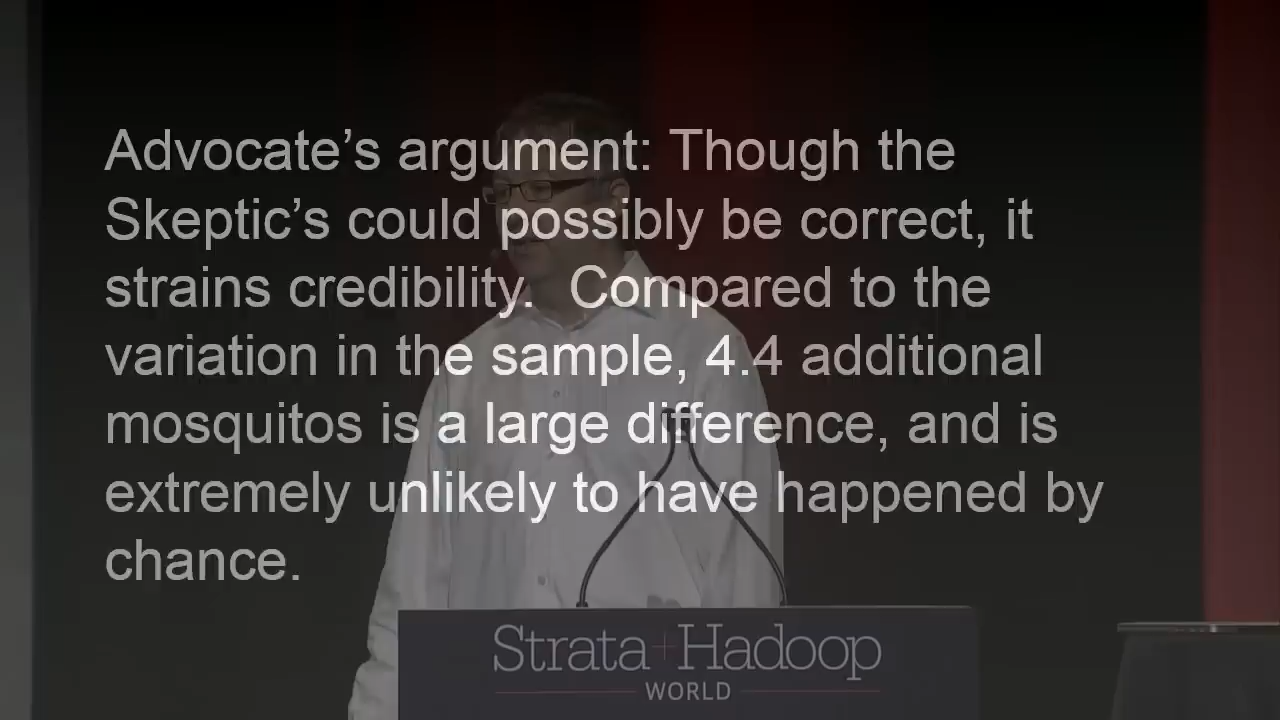 Advocate’s argument: Though the
Skeptic’s could possibly be correct, it
strains credibility.  Compared to the
variation in the sample, 4.4 additional
mosquitos is a large difference, and is
extremely unlikely to have happened by
chance.
Strata+Hadoop
WORLD